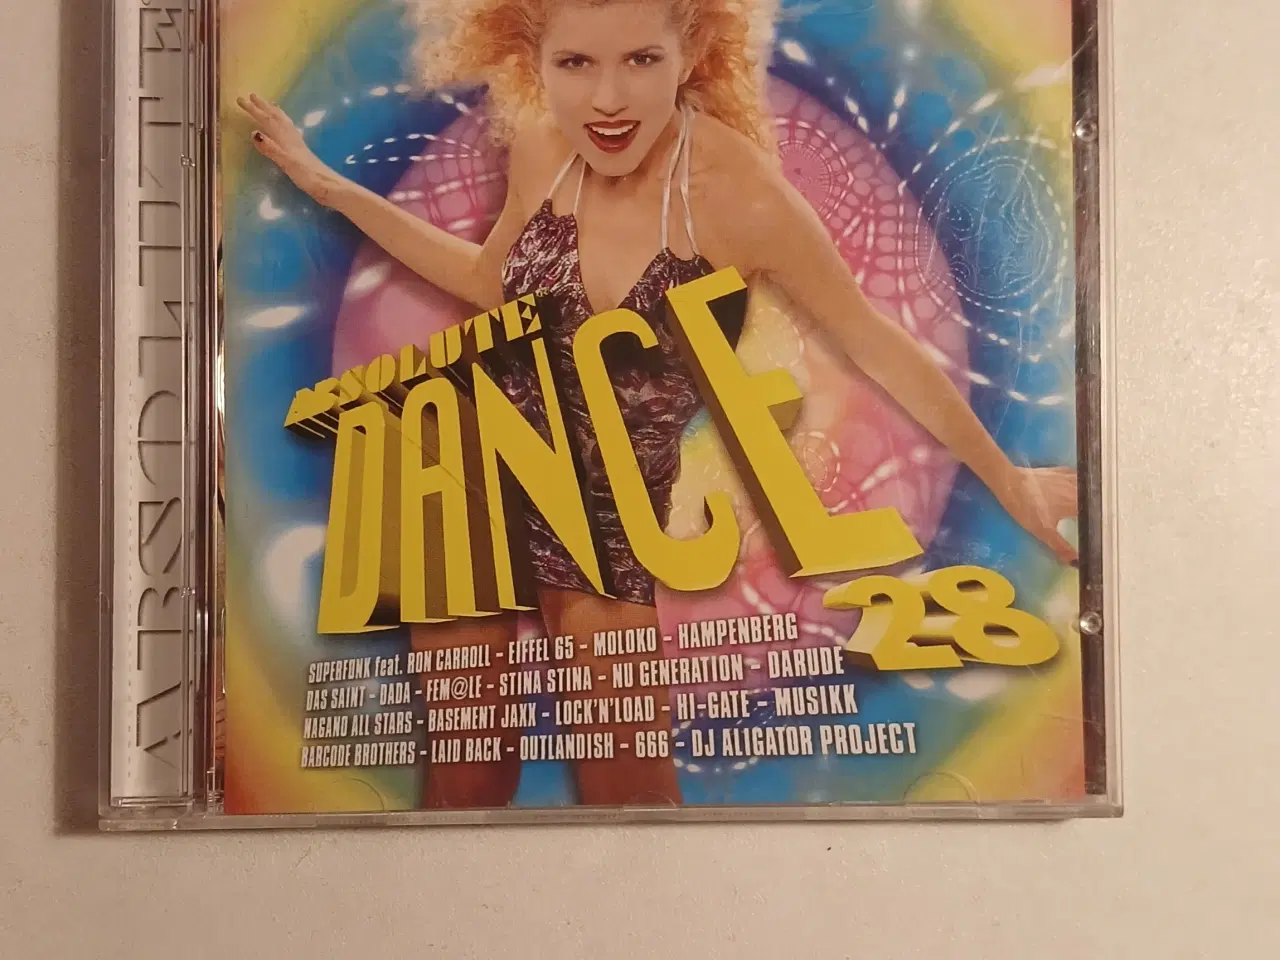 ABSOLUTE
ABSOLUTE
DANCE
28
SUPERFUNK feat. RON CARROLL - EIFFEL 65 - MOLOKO - HAMPENBERG
DAS SAINT - DADA - FEM@LE - STINA STINA - NU GENERATION - DARUDE
NAGANO ALL STARS - BASEMENT JAXX - LOCK'N'LOAD - HI-GATE - MUSIKK
BARCODE BROTHERS - LAID BACK - OUTLANDISH - 666 - DJ ALIGATOR PROJECT